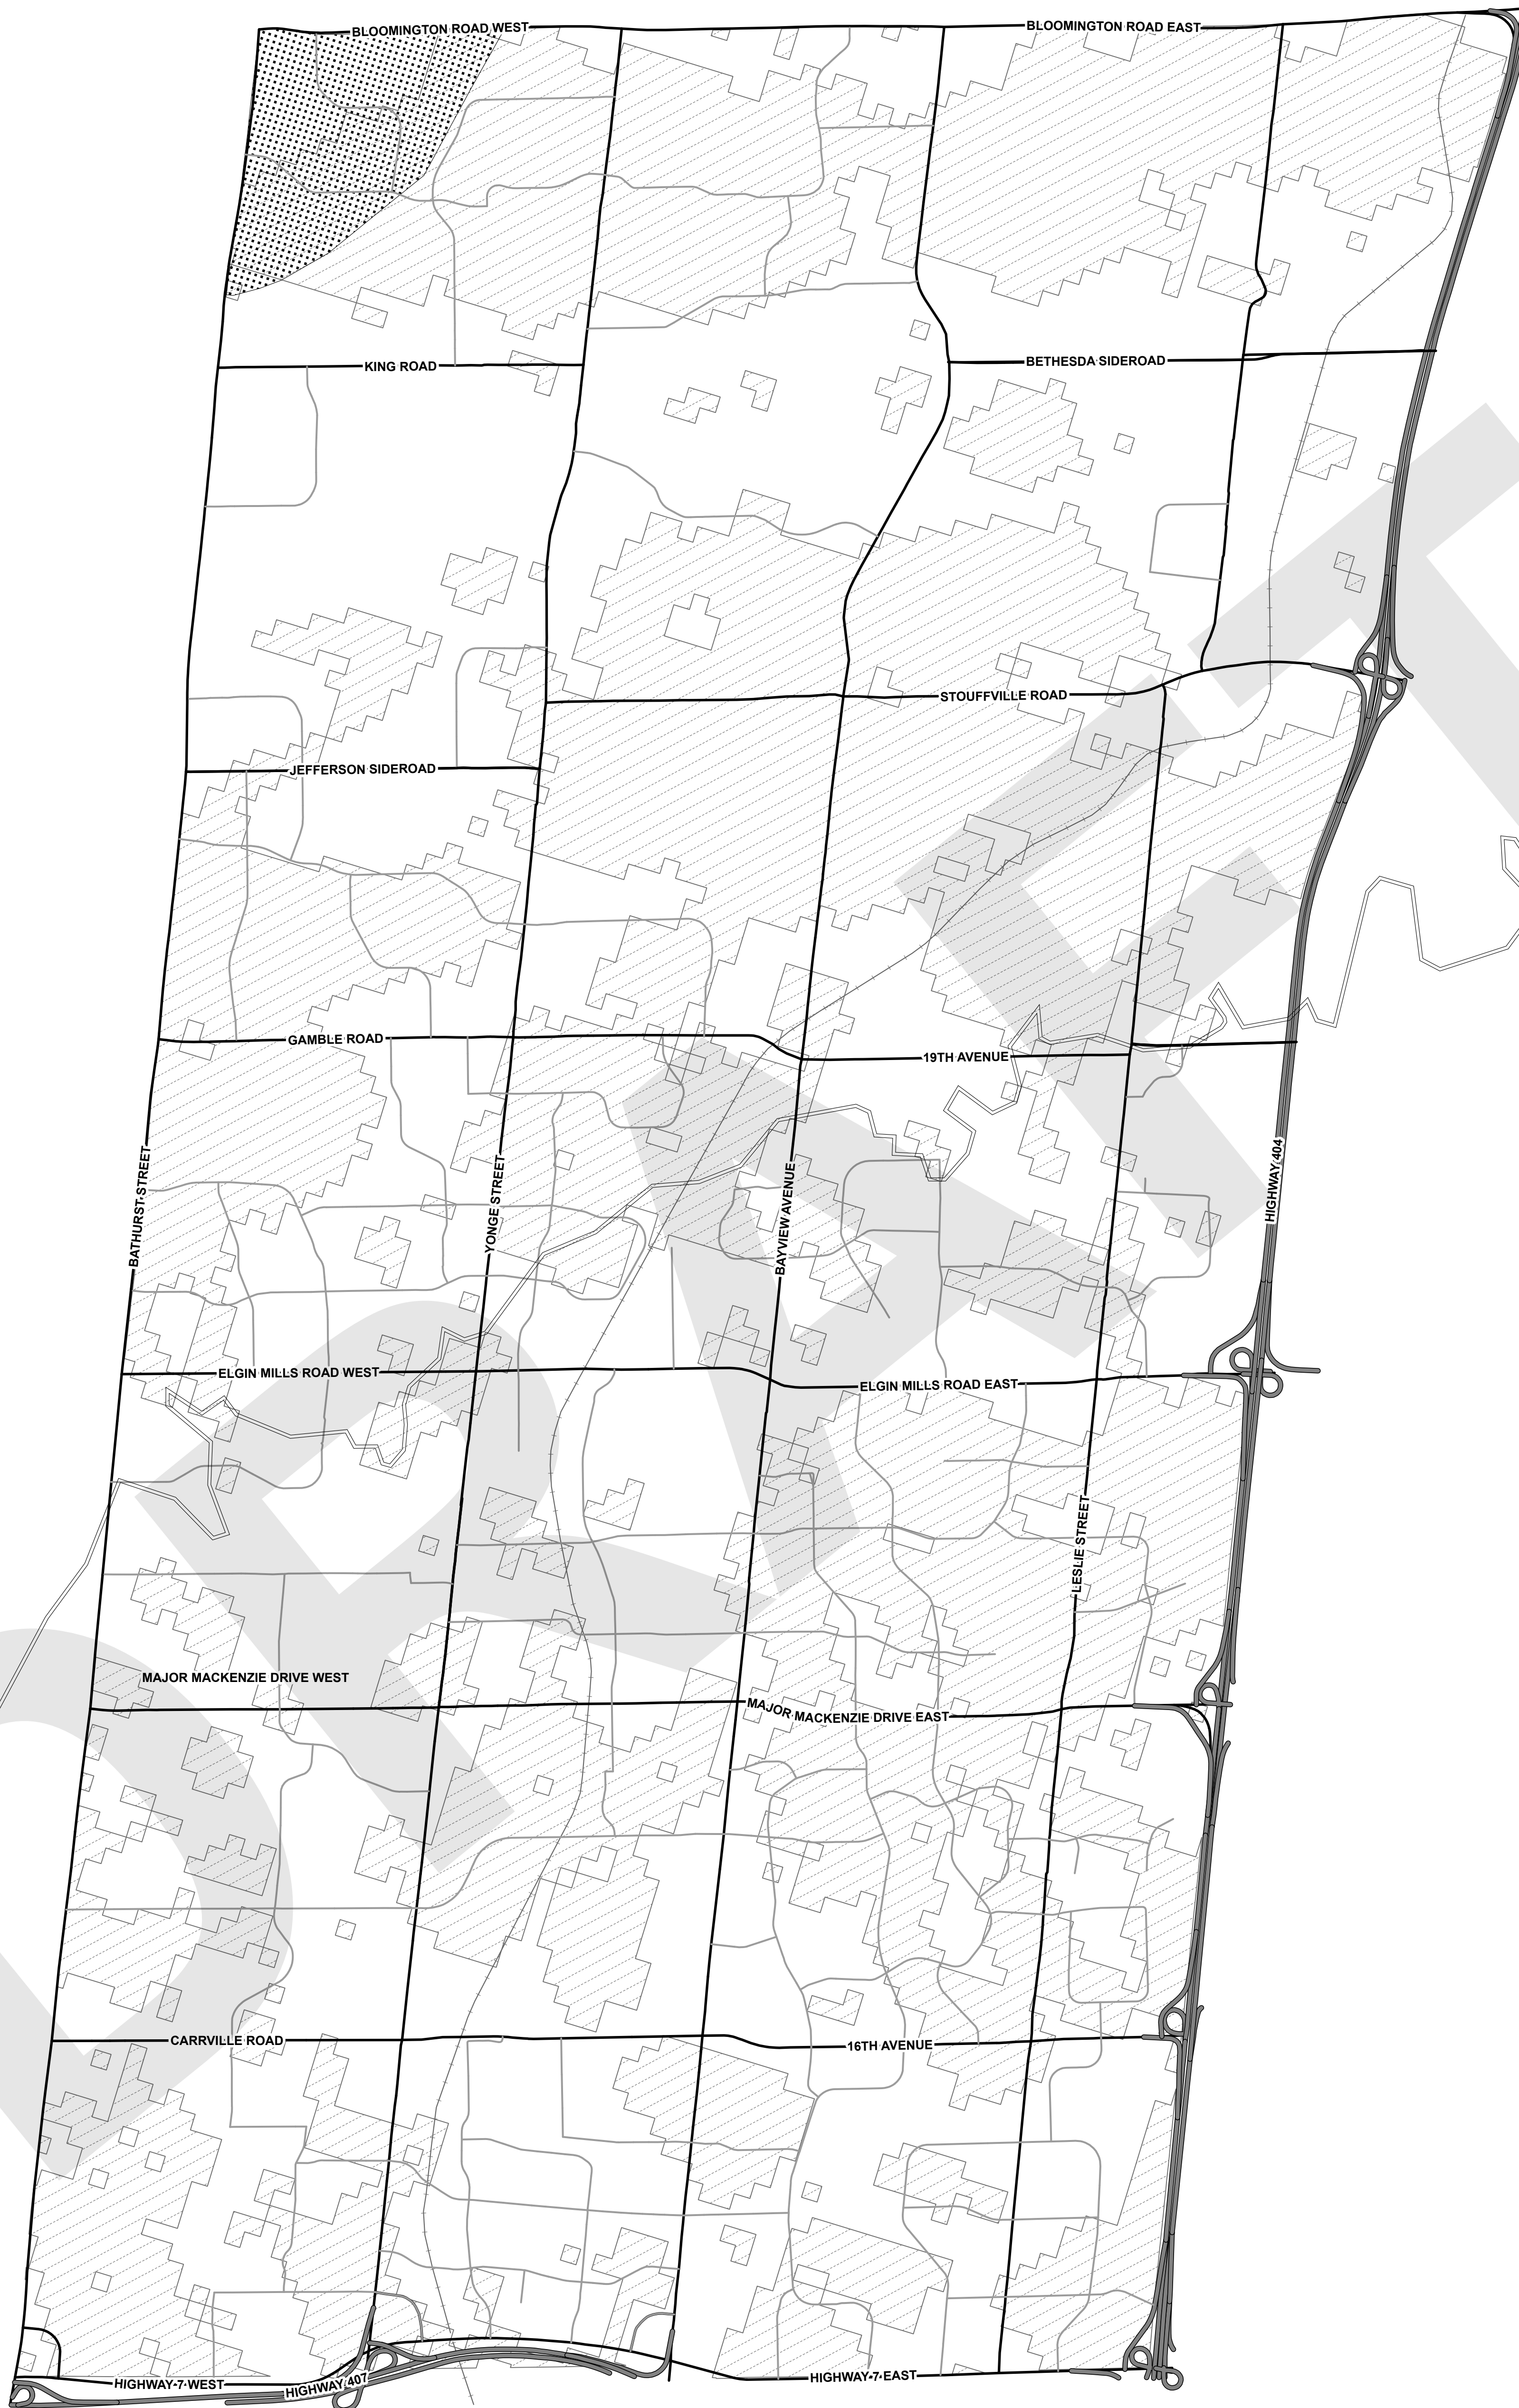 BLOOMINGTON ROAD WEST
BLOOMINGTON ROAD EAST
KING ROAD
BETHESDA SIDEROAD
STOUFFVILLE ROAD
JEFFERSON SIDEROAD
GAMBLE ROAD
19TH AVENUE
BATHURST STREET
YONGE STREET
BAYVIEW AVENUE
HIGHWAY 404
ELGIN MILLS ROAD WEST
ELGIN MILLS ROAD EAST
LESLIE STREET
MAJOR MACKENZIE DRIVE WEST
MAJOR MACKENZIE DRIVE EAST
CARRVILLE ROAD
16TH AVENUE
HIGHWAY 7 WEST
HIGHWAY 407
HIGHWAY 7 EAST
DRAFT